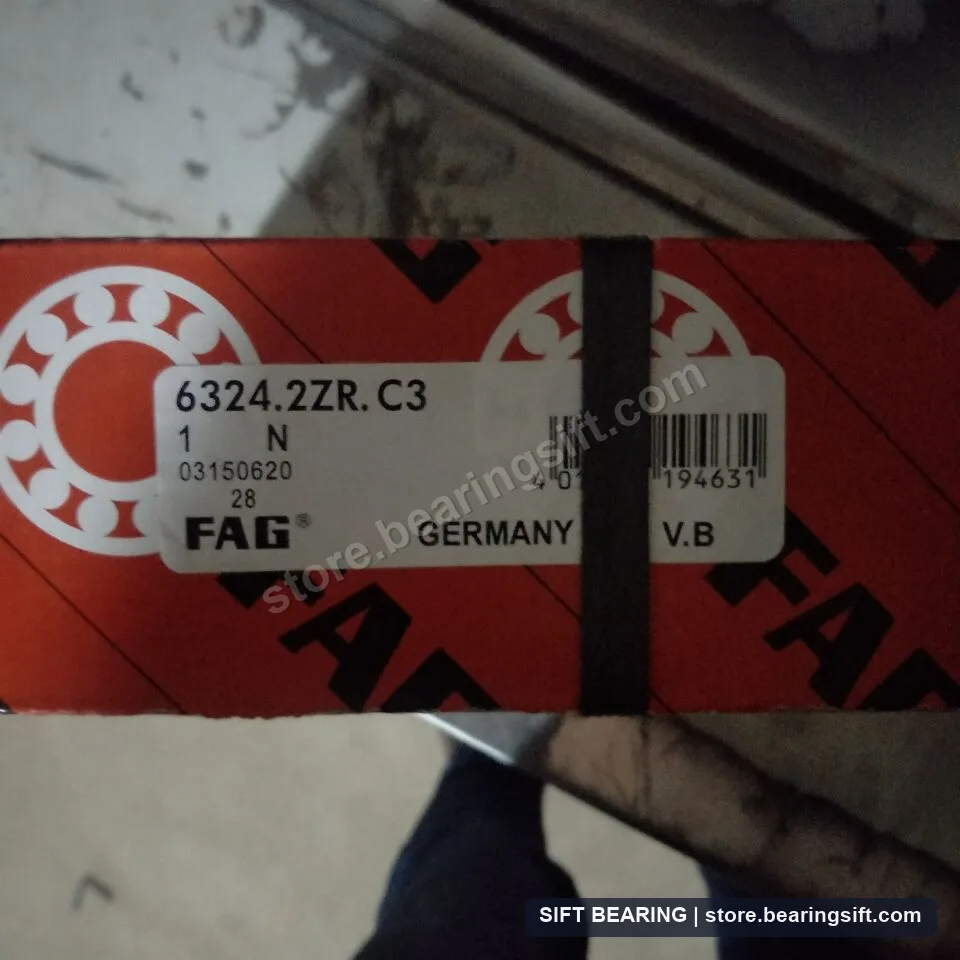 6324.2ZR. C3
1 N
03150620
28
4 01 194631
FAG®
GERMANY V.B
FAG
FAG
store.bearingsift.com
SIFT BEARING | store.bearingsift.com